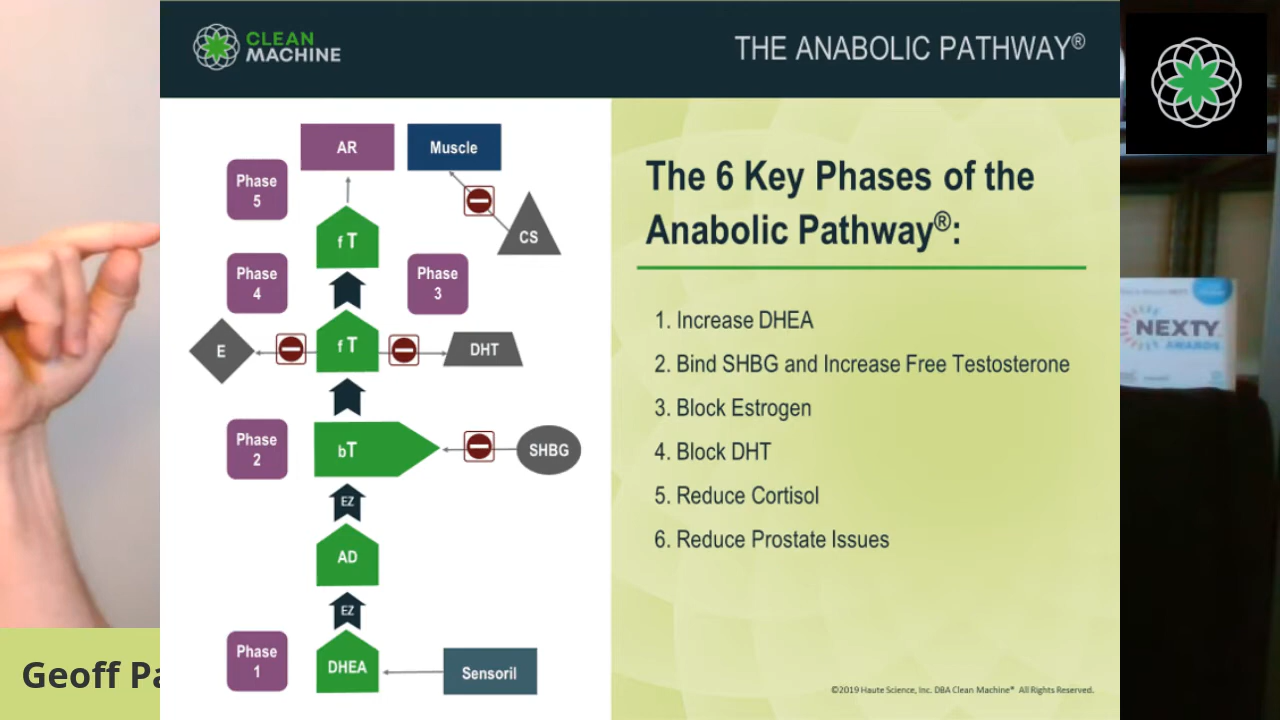 CLEAN
MACHINE
THE ANABOLIC PATHWAY®
AR
Muscle
Phase
5
CS
f T
Phase
4
Phase
3
E
f T
DHT
Phase
2
bT
SHBG
EZ
AD
EZ
Phase
1
DHEA
Sensoril
The 6 Key Phases of the
Anabolic Pathway®:
1. Increase DHEA
2. Bind SHBG and Increase Free Testosterone
3. Block Estrogen
4. Block DHT
5. Reduce Cortisol
6. Reduce Prostate Issues
©2019 Haute Science, Inc. DBA Clean Machine® All Rights Reserved.
NEXTY
AWARDS
Geoff Pa